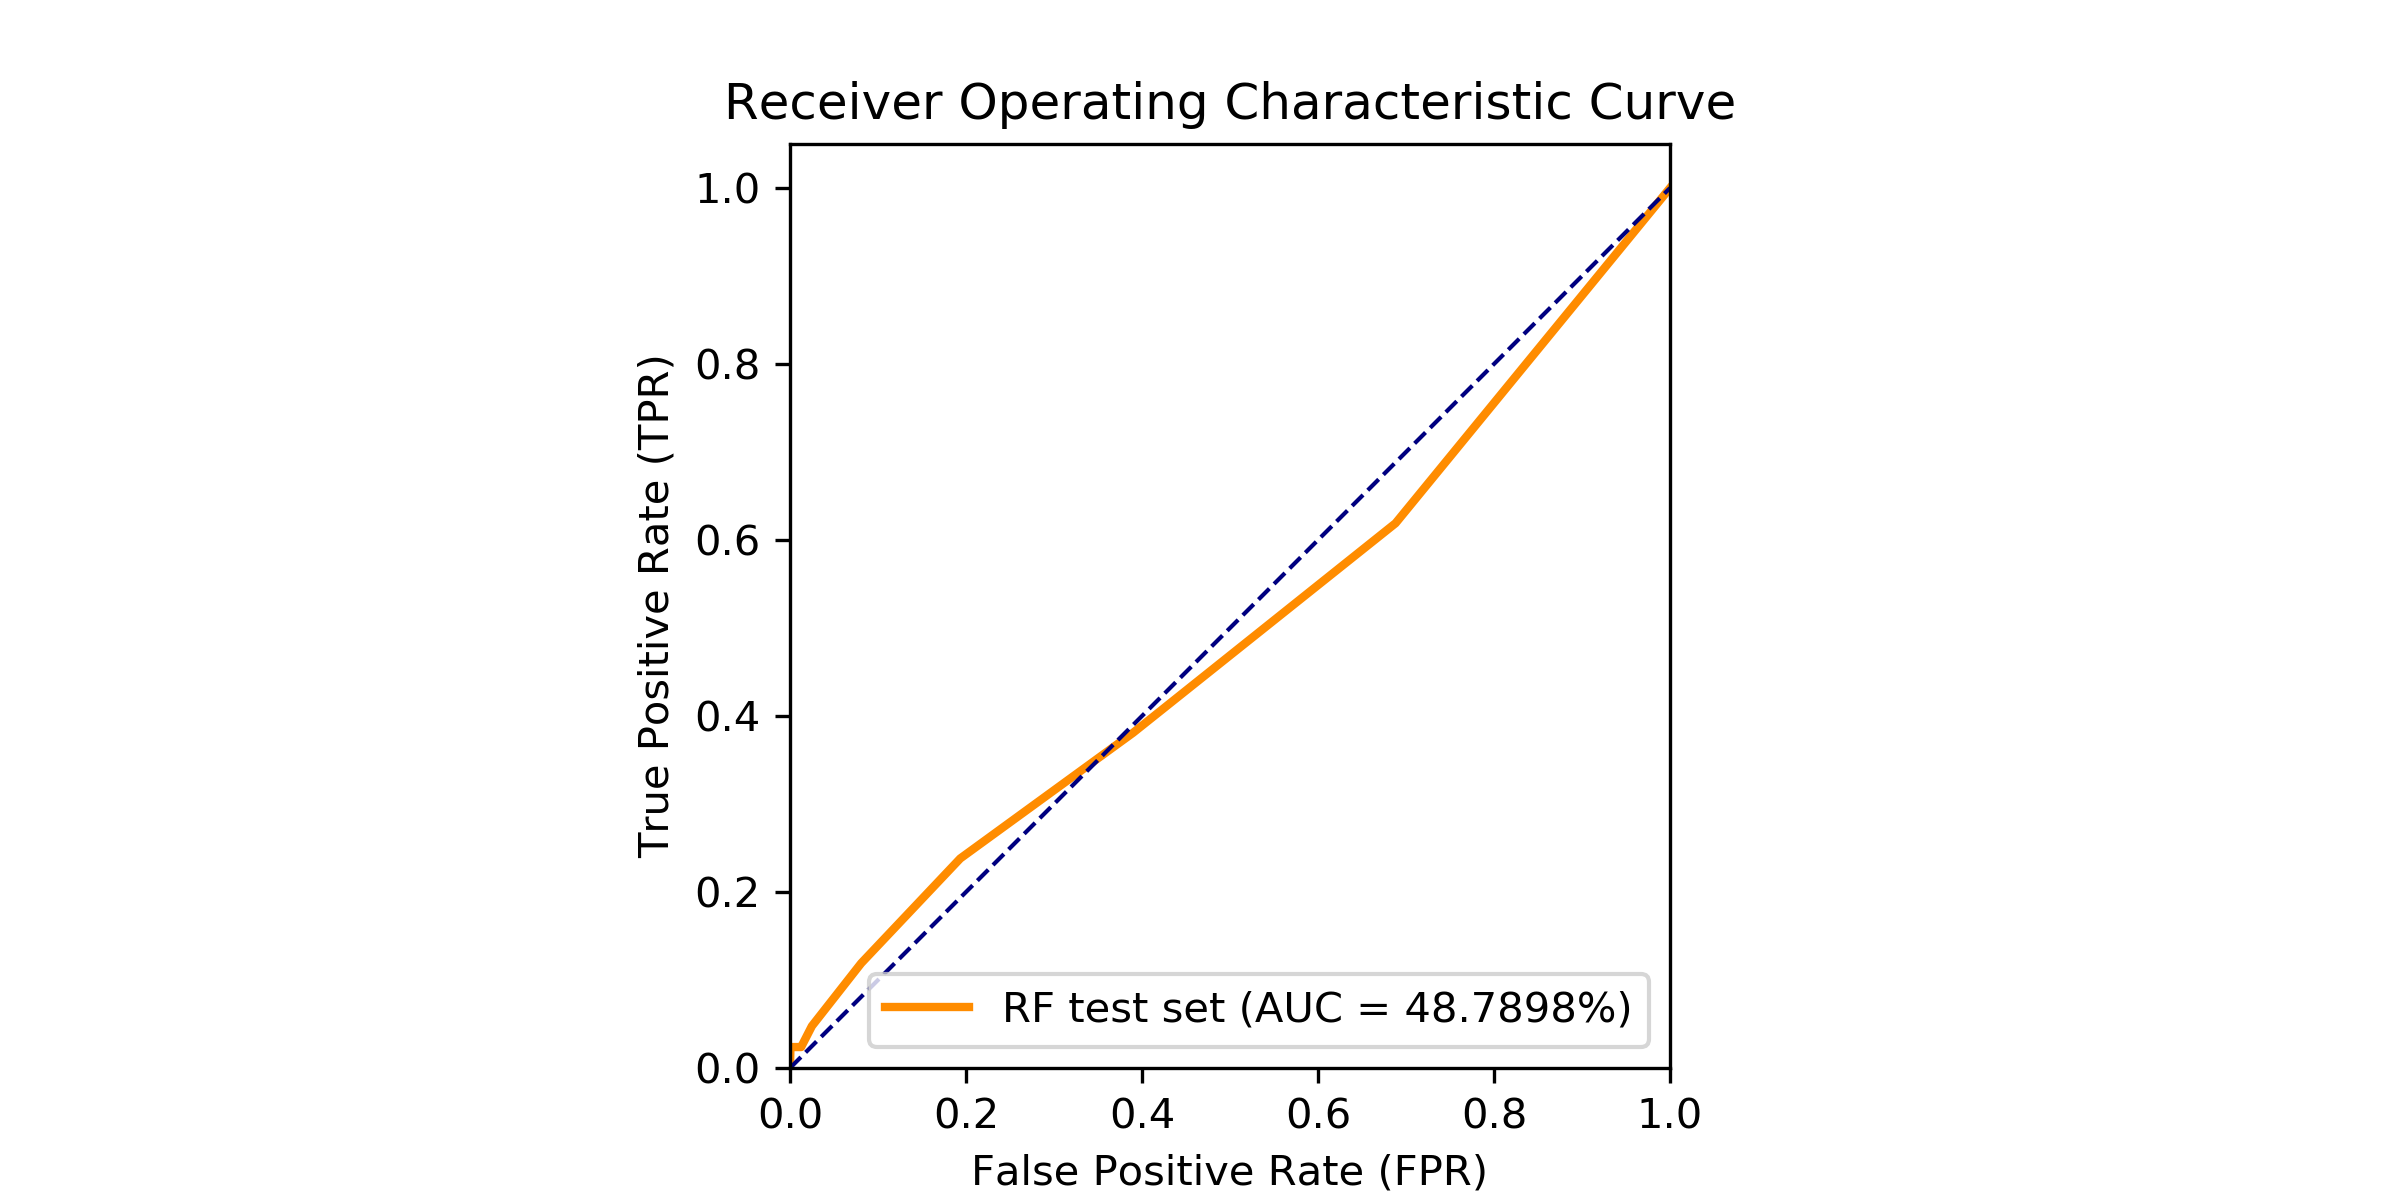 Receiver Operating Characteristic Curve
1.0
0.8
0.6
0.4
0.2
0.0
True Positive Rate (TPR)
RF test set (AUC = 48.7898%)
0.0 0.2 0.4 0.6 0.8 1.0
False Positive Rate (FPR)